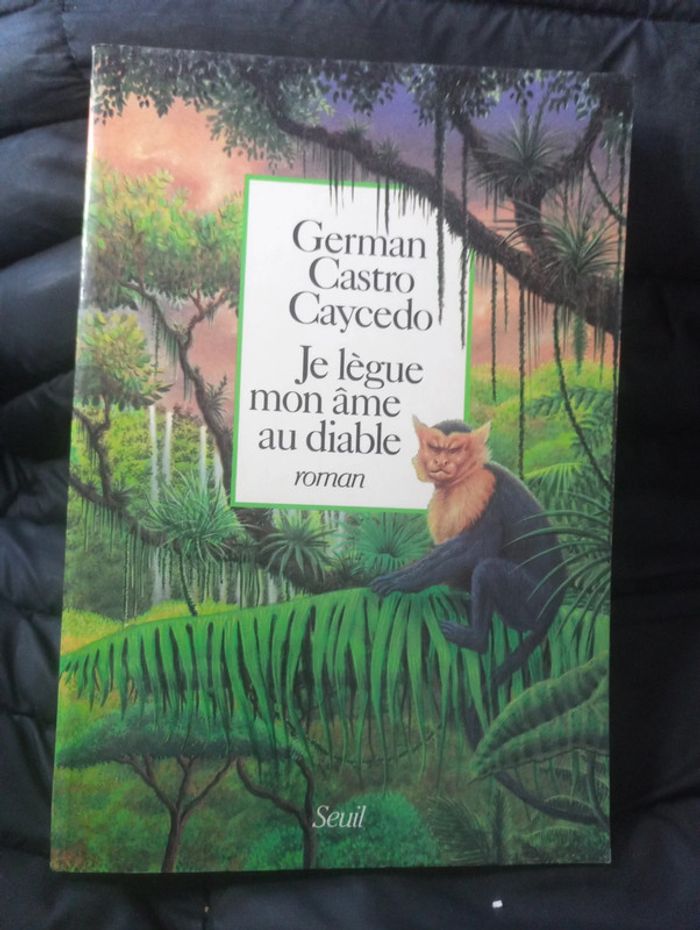 German
Castro
Caycedo
Je lègue
mon âme
au diable
roman
Seuil